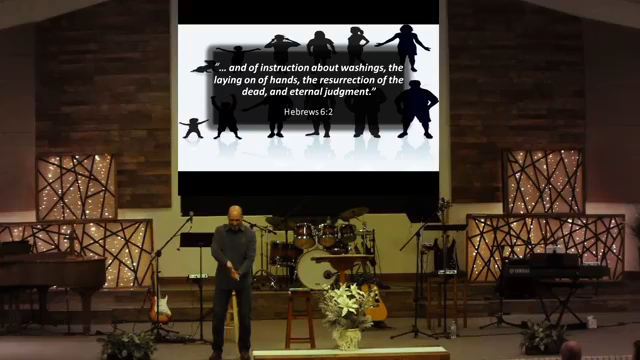 "... and of instruction about washings, the
laying on of hands, the resurrection of the
dead, and eternal judgment."
Hebrews 6:2
YAMAHA